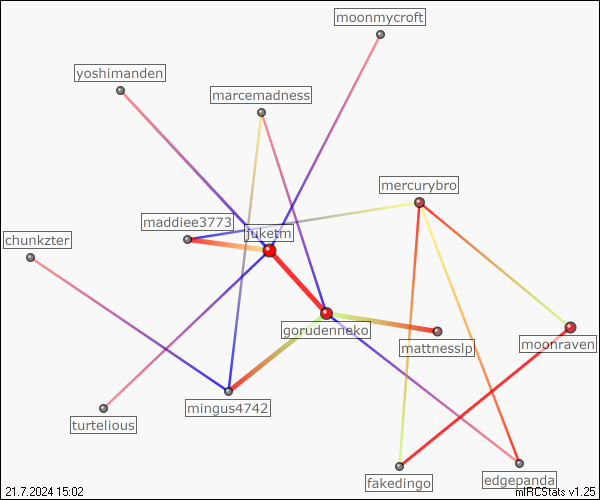 moonmycroft
yoshimanden
marcemadness
mercurybro
maddiee3773
juketm
chunkzter
gorudenneko
moonraven
mattnesslp
mingus4742
turtelious
edgepanda
fakedingo
21.7.2024 15:02
mIRCStats v1.25